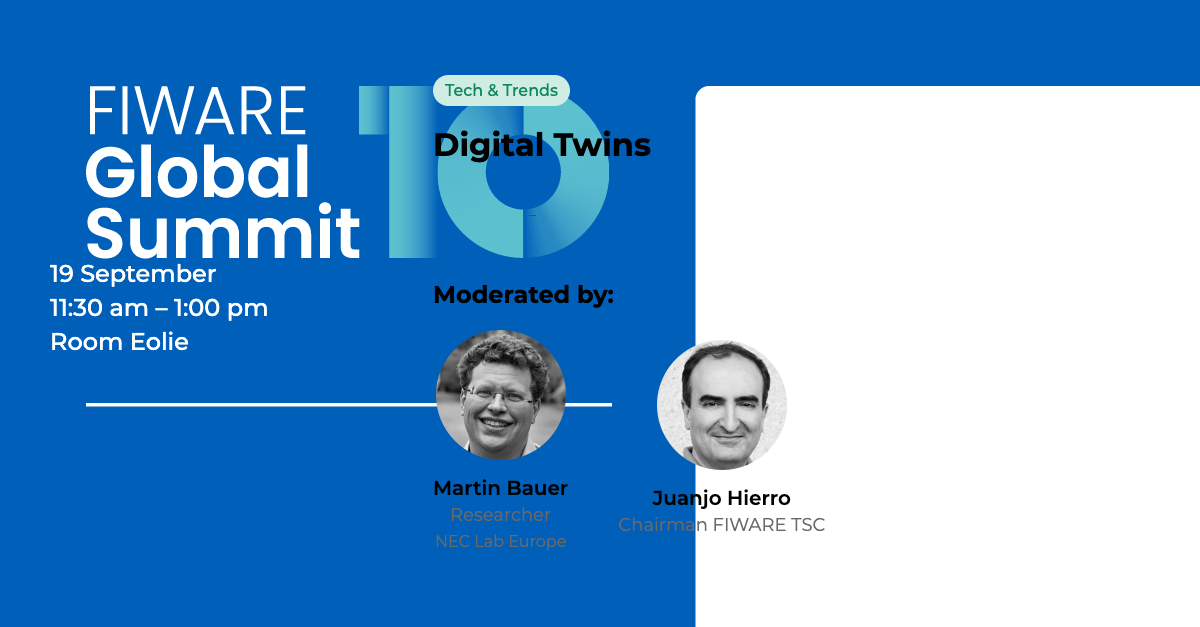 FIWARE
Global
Summit
10
19 September
11:30 am – 1:00 pm
Room Eolie
Tech & Trends
Digital Twins
Moderated by:
Martin Bauer
Researcher
NEC Lab Europe
Juanjo Hierro
Chairman FIWARE TSC